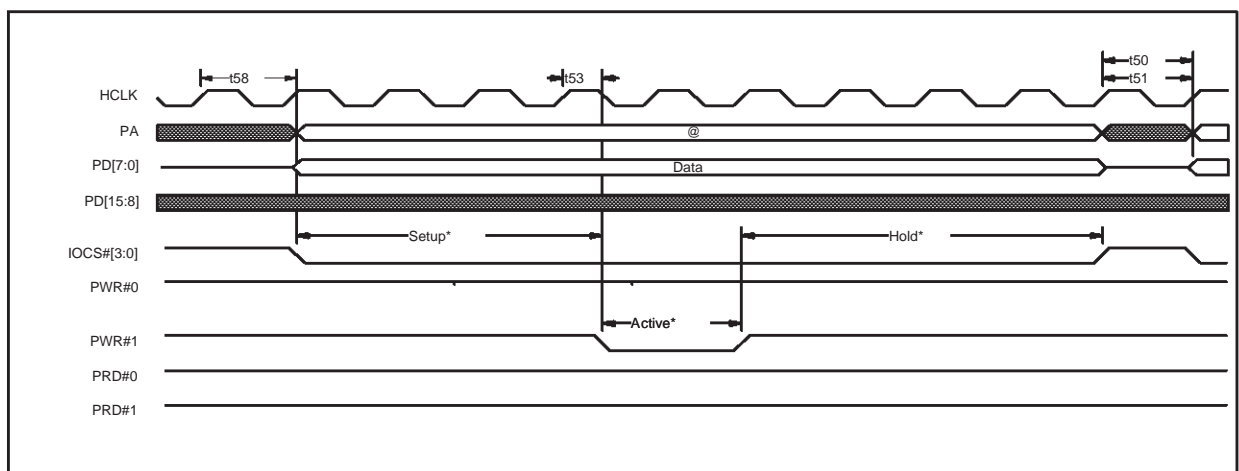 t58
t53
t50
t51
HCLK
PA
@
PD[7:0]
Data
PD[15:8]
Setup*
Hold*
IOCS#[3:0]
PWR#0
Active*
PWR#1
PRD#0
PRD#1